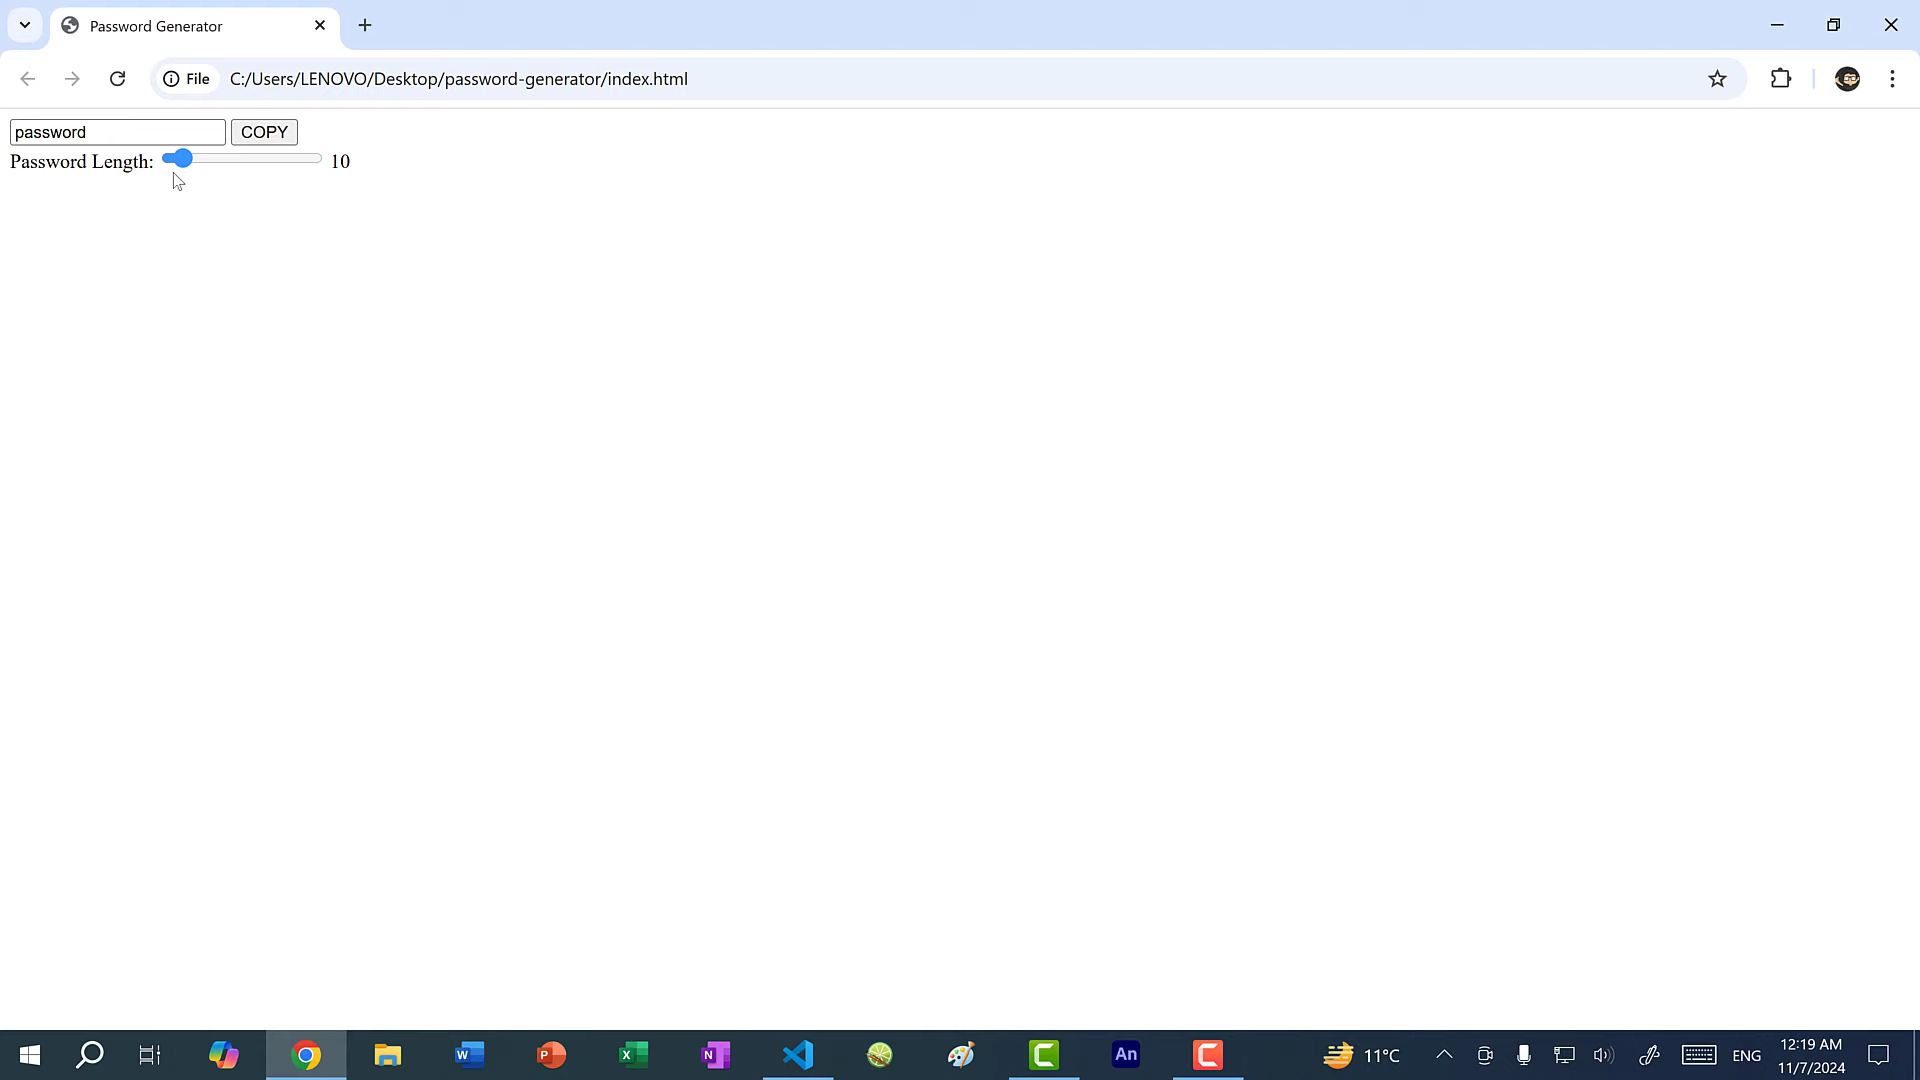 Password Generator
File C:/Users/LENOVO/Desktop/password-generator/index.html
password COPY
Password Length: 10
W P X N An C 11°C ENG 12:19 AM
11/7/2024